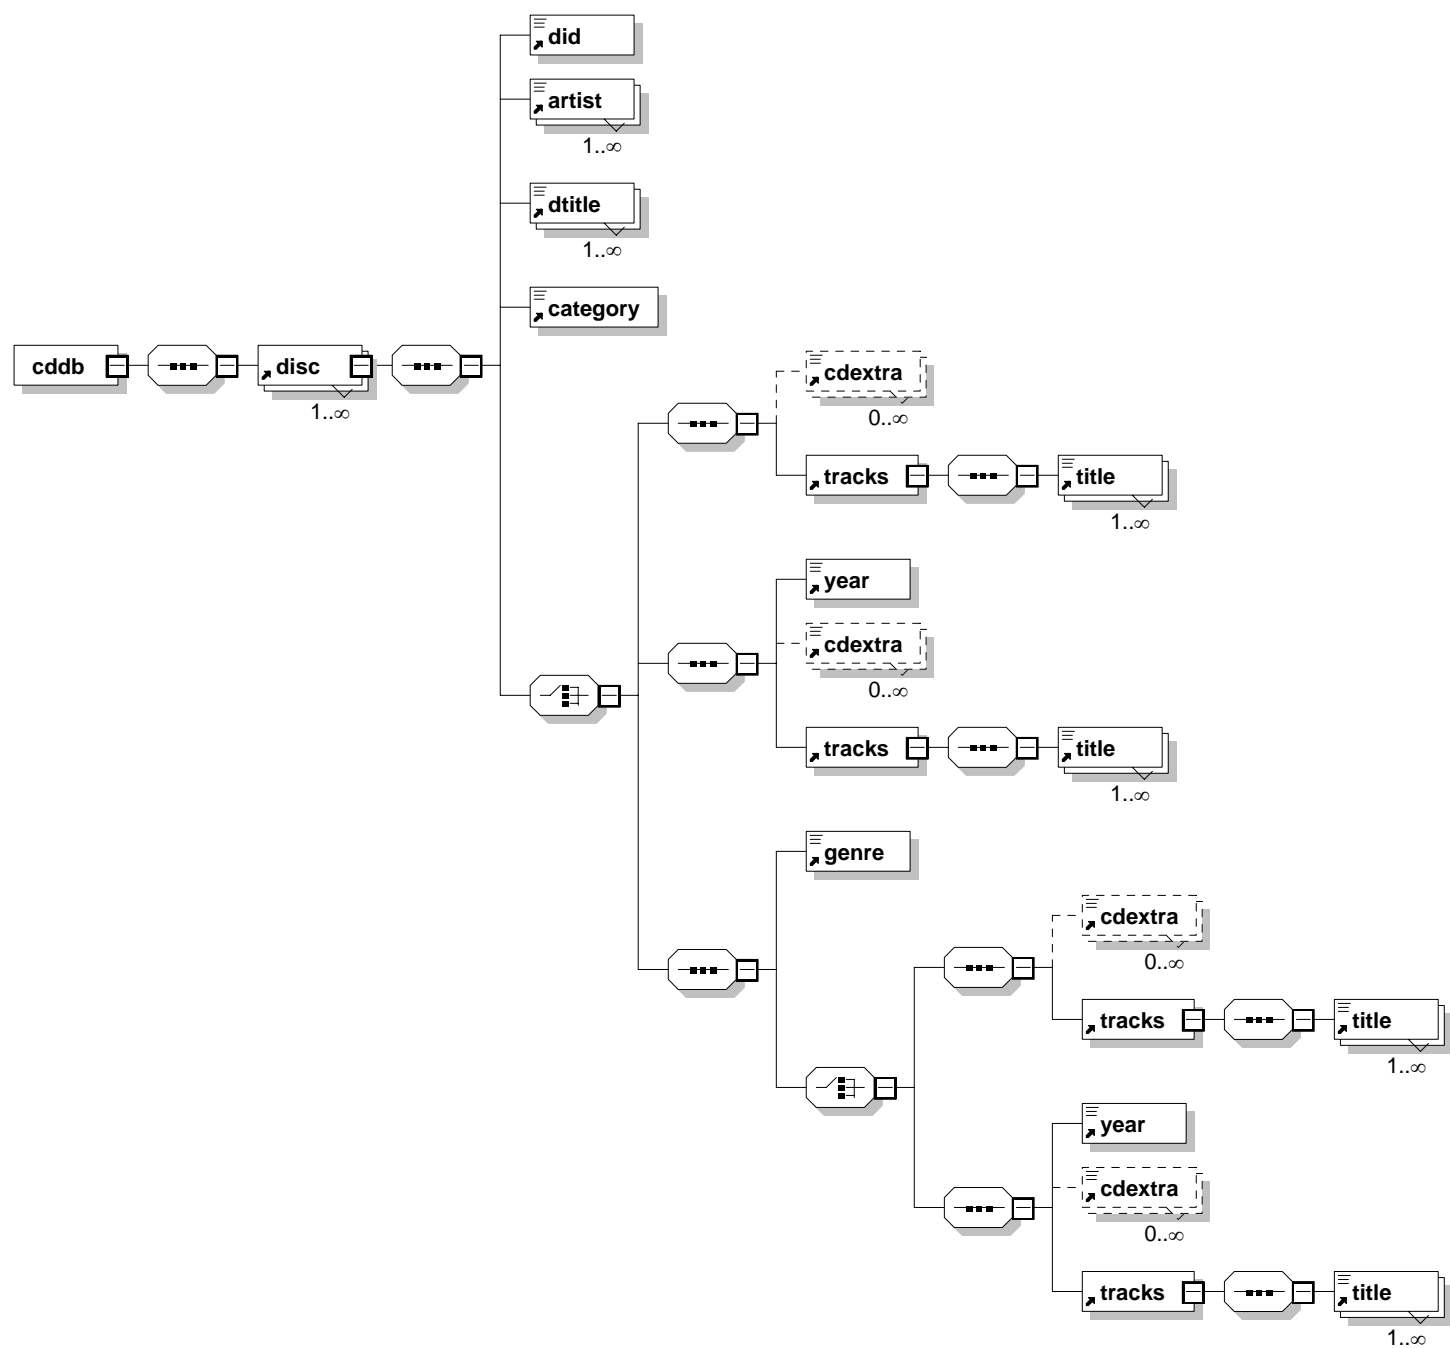 did
artist
1..∞
dtitle
1..∞
category
cddb
disc
1..∞
cdextra
0..∞
tracks
title
1..∞
year
cdextra
0..∞
tracks
title
1..∞
genre
cdextra
0..∞
tracks
title
1..∞
year
cdextra
0..∞
tracks
title
1..∞